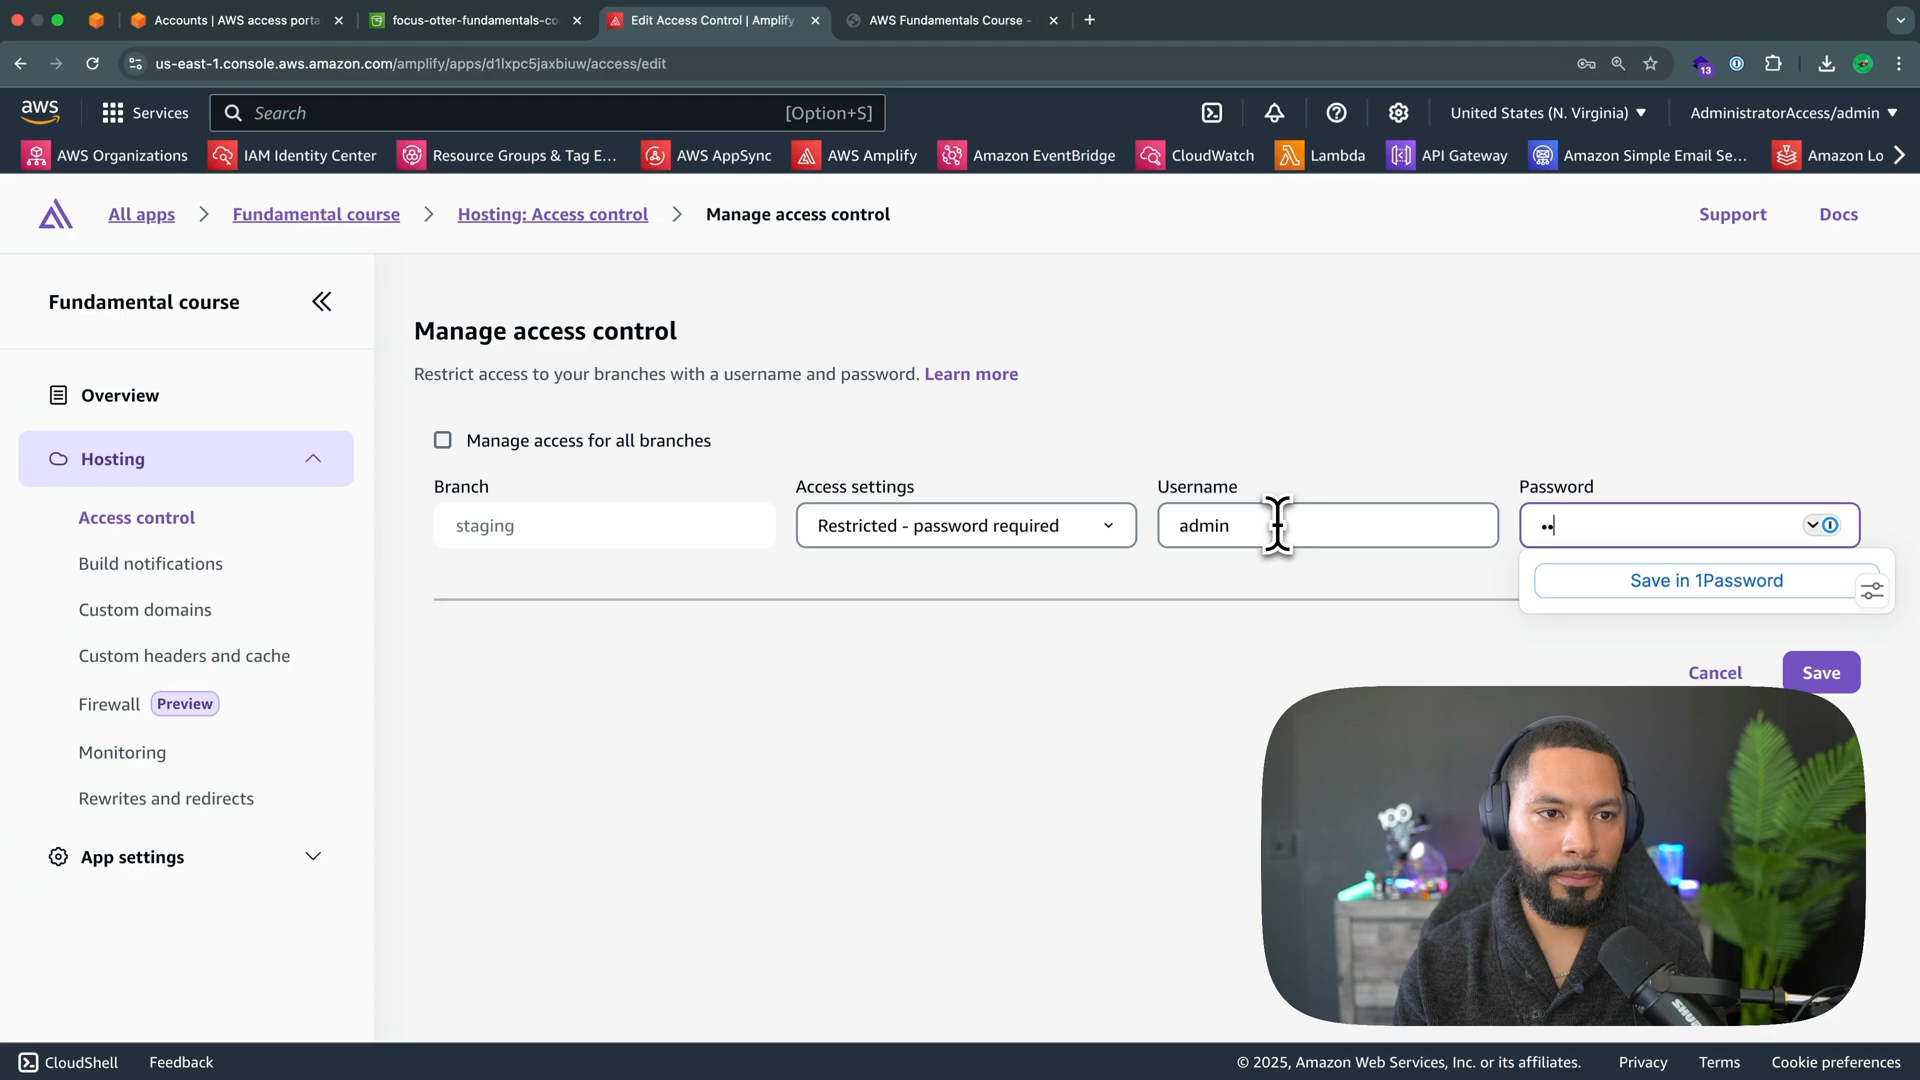 Accounts | AWS access porta
focus-otter-fundamentals-co
Edit Access Control | Amplify
AWS Fundamentals Course -
us-east-1.console.aws.amazon.com/amplify/apps/d1lxpc5jaxbiuw/access/edit
13
aws
Services
Search
[Option+S]
United States (N. Virginia)
AdministratorAccess/admin
AWS Organizations
IAM Identity Center
Resource Groups & Tag E...
AWS AppSync
AWS Amplify
Amazon EventBridge
CloudWatch
Lambda
API Gateway
Amazon Simple Email Se...
Amazon Lo
All apps
Fundamental course
Hosting: Access control
Manage access control
Support
Docs
Fundamental course
Overview
Hosting
Access control
Build notifications
Custom domains
Custom headers and cache
Firewall Preview
Monitoring
Rewrites and redirects
App settings
Manage access control
Restrict access to your branches with a username and password. Learn more
Manage access for all branches
Branch
Access settings
Username
Password
staging
Restricted - password required
admin
••
Save in 1Password
Cancel
Save
100
SHURE
CloudShell
Feedback
© 2025, Amazon Web Services, Inc. or its affiliates.
Privacy
Terms
Cookie preferences